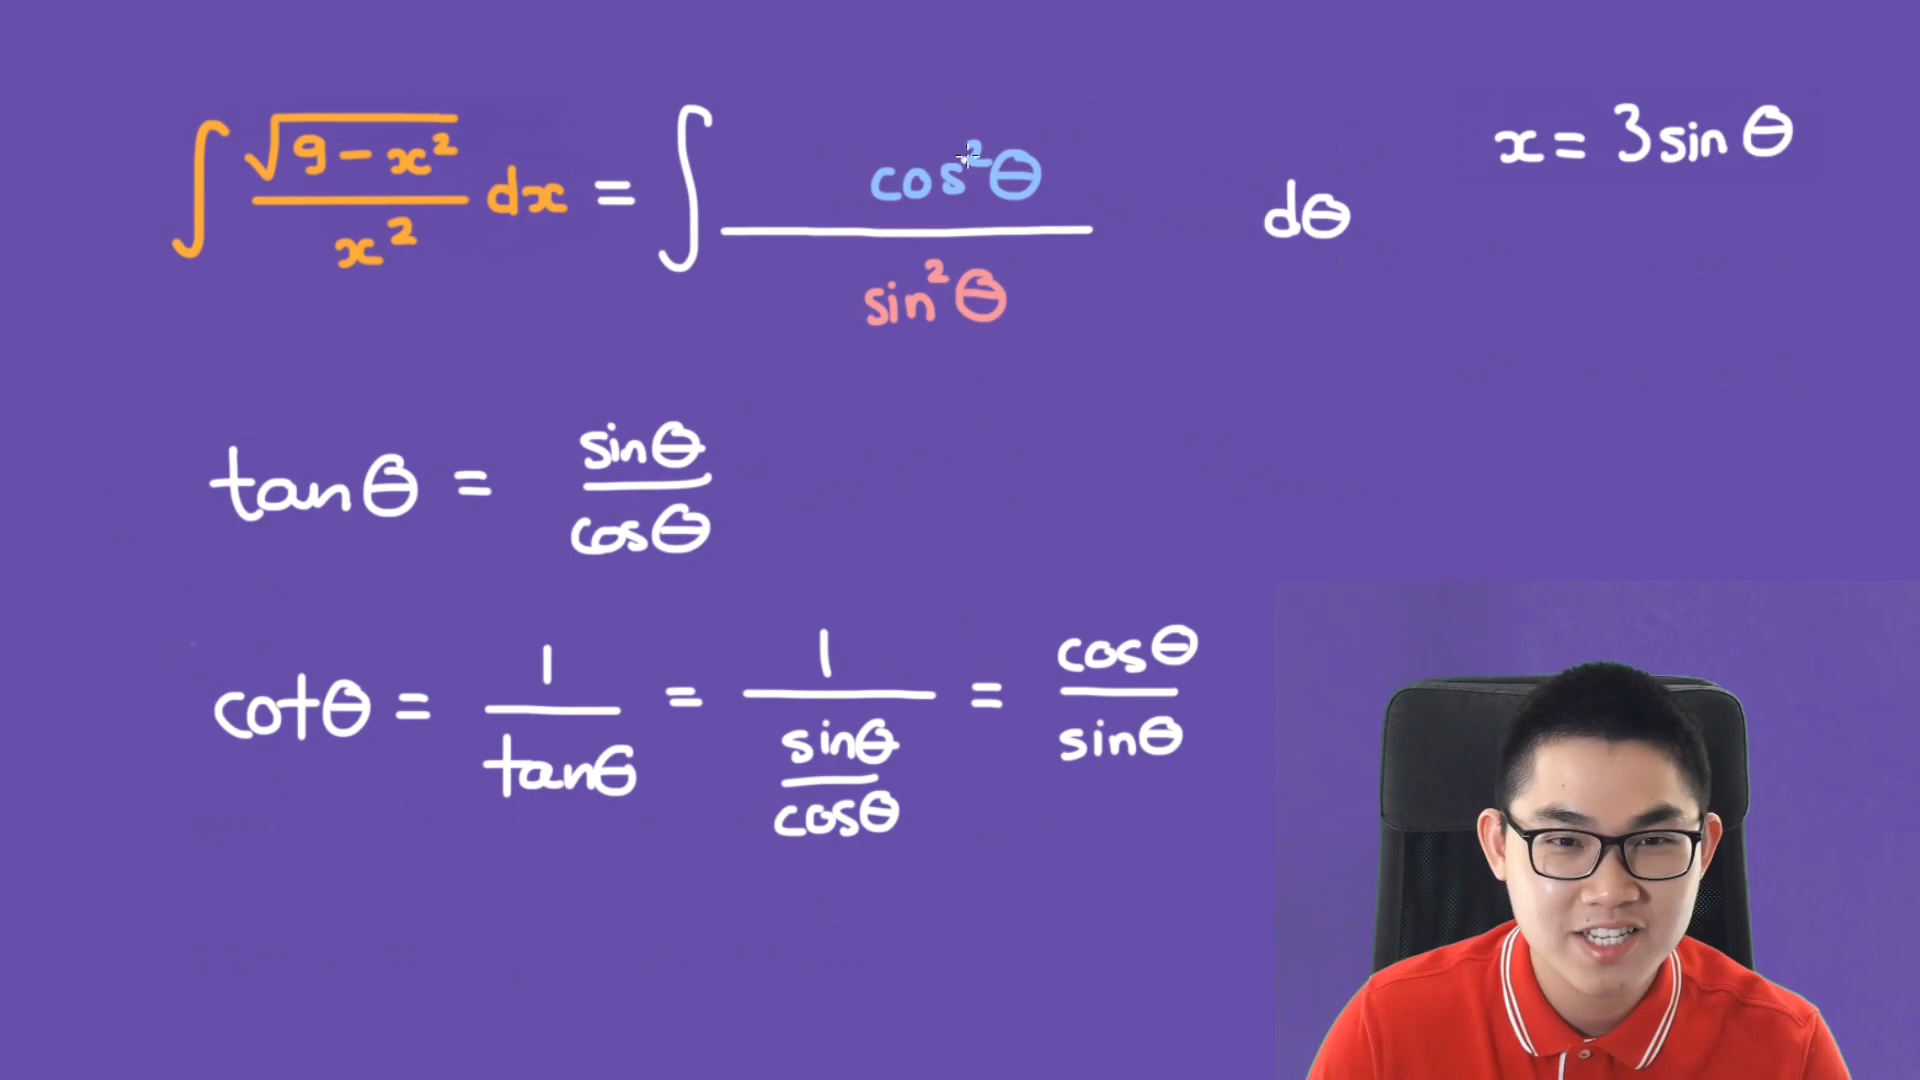 ∫ √(9 − x²) / x² dx = ∫ cos²θ / sin²θ dθ
x = 3 sin θ
tan θ = sin θ / cos θ
cot θ = 1 / tan θ = 1 / (sin θ / cos θ) = cos θ / sin θ